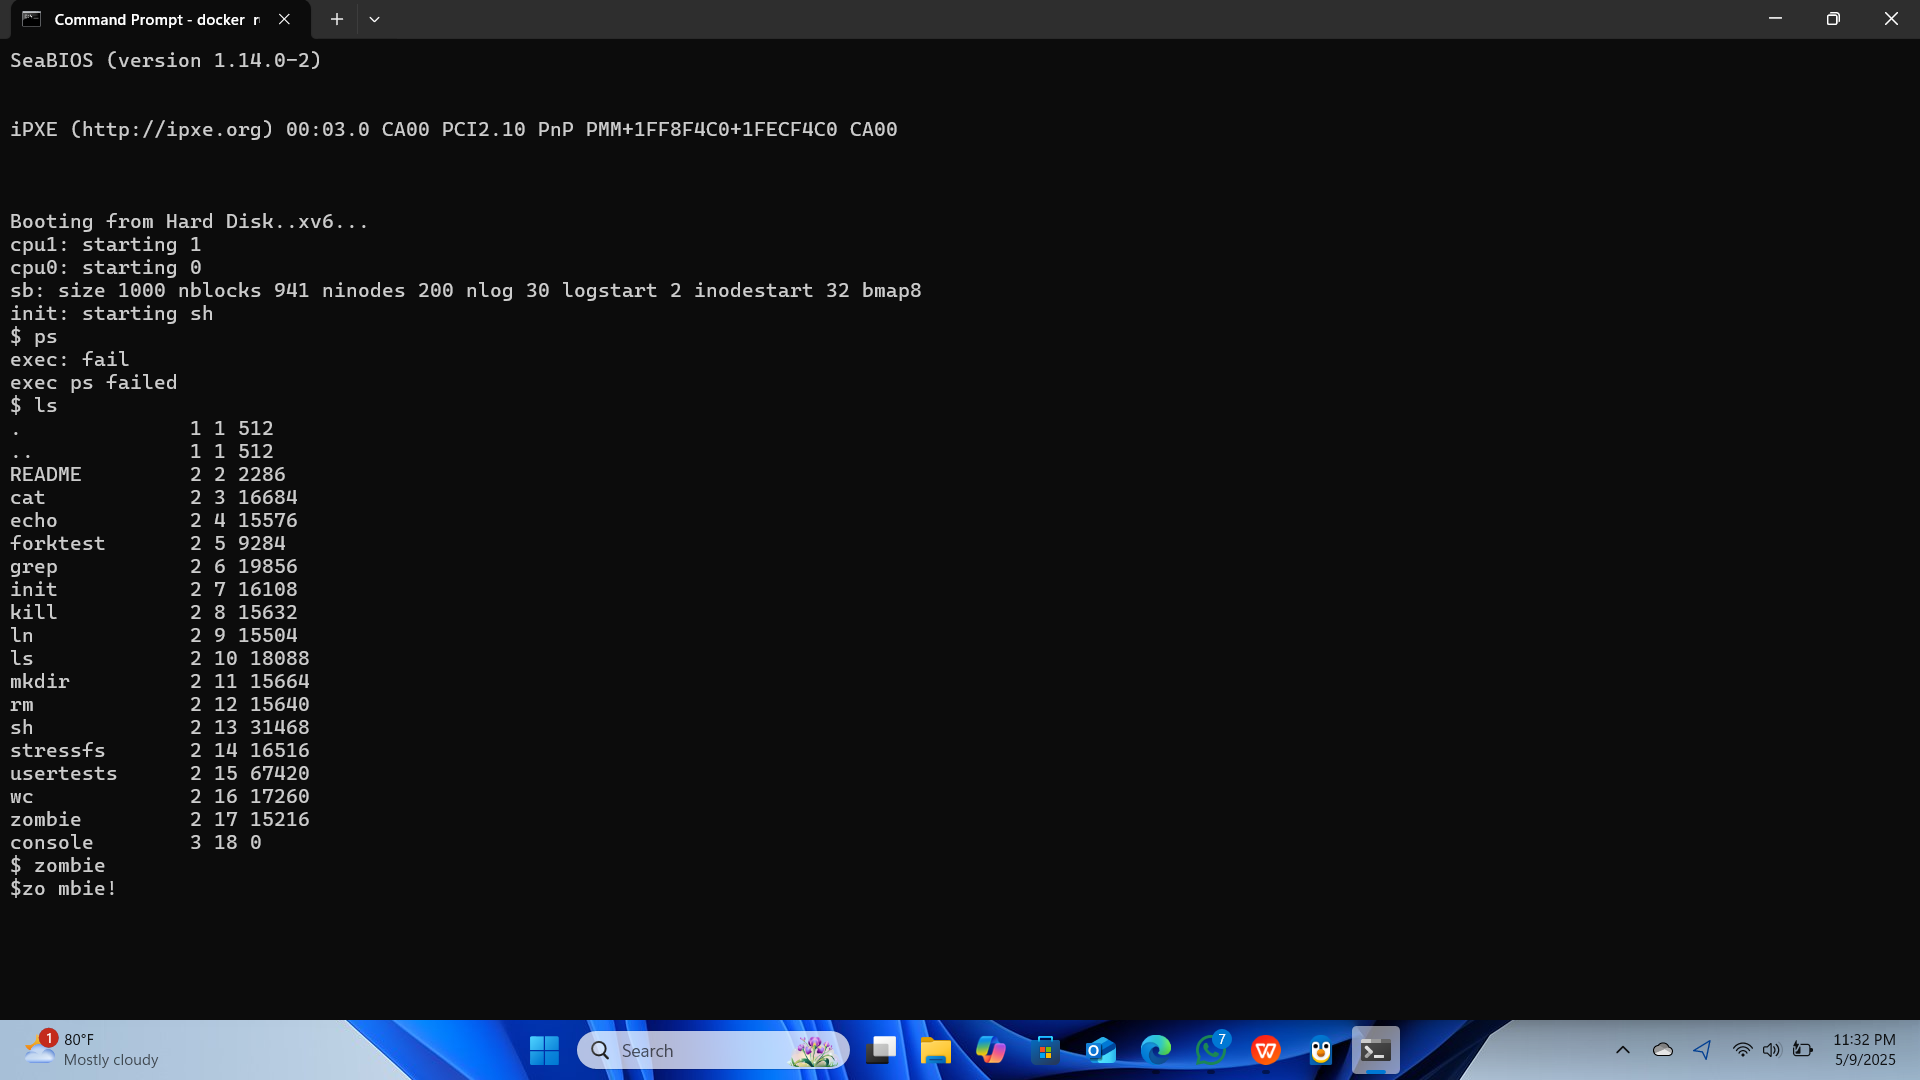 Command Prompt - docker r
SeaBIOS (version 1.14.0-2)
iPXE (http://ipxe.org) 00:03.0 CA00 PCI2.10 PnP PMM+1FF8F4C0+1FECF4C0 CA00
Booting from Hard Disk..xv6...
cpu1: starting 1
cpu0: starting 0
sb: size 1000 nblocks 941 ninodes 200 nlog 30 logstart 2 inodestart 32 bmap8
init: starting sh
$ ps
exec: fail
exec ps failed
$ ls
. 1 1 512
.. 1 1 512
README 2 2 2286
cat 2 3 16684
echo 2 4 15576
forktest 2 5 9284
grep 2 6 19856
init 2 7 16108
kill 2 8 15632
ln 2 9 15504
ls 2 10 18088
mkdir 2 11 15664
rm 2 12 15640
sh 2 13 31468
stressfs 2 14 16516
usertests 2 15 67420
wc 2 16 17260
zombie 2 17 15216
console 3 18 0
$ zombie
$zo mbie!
1
80°F
Mostly cloudy
Search
7
11:32 PM
5/9/2025